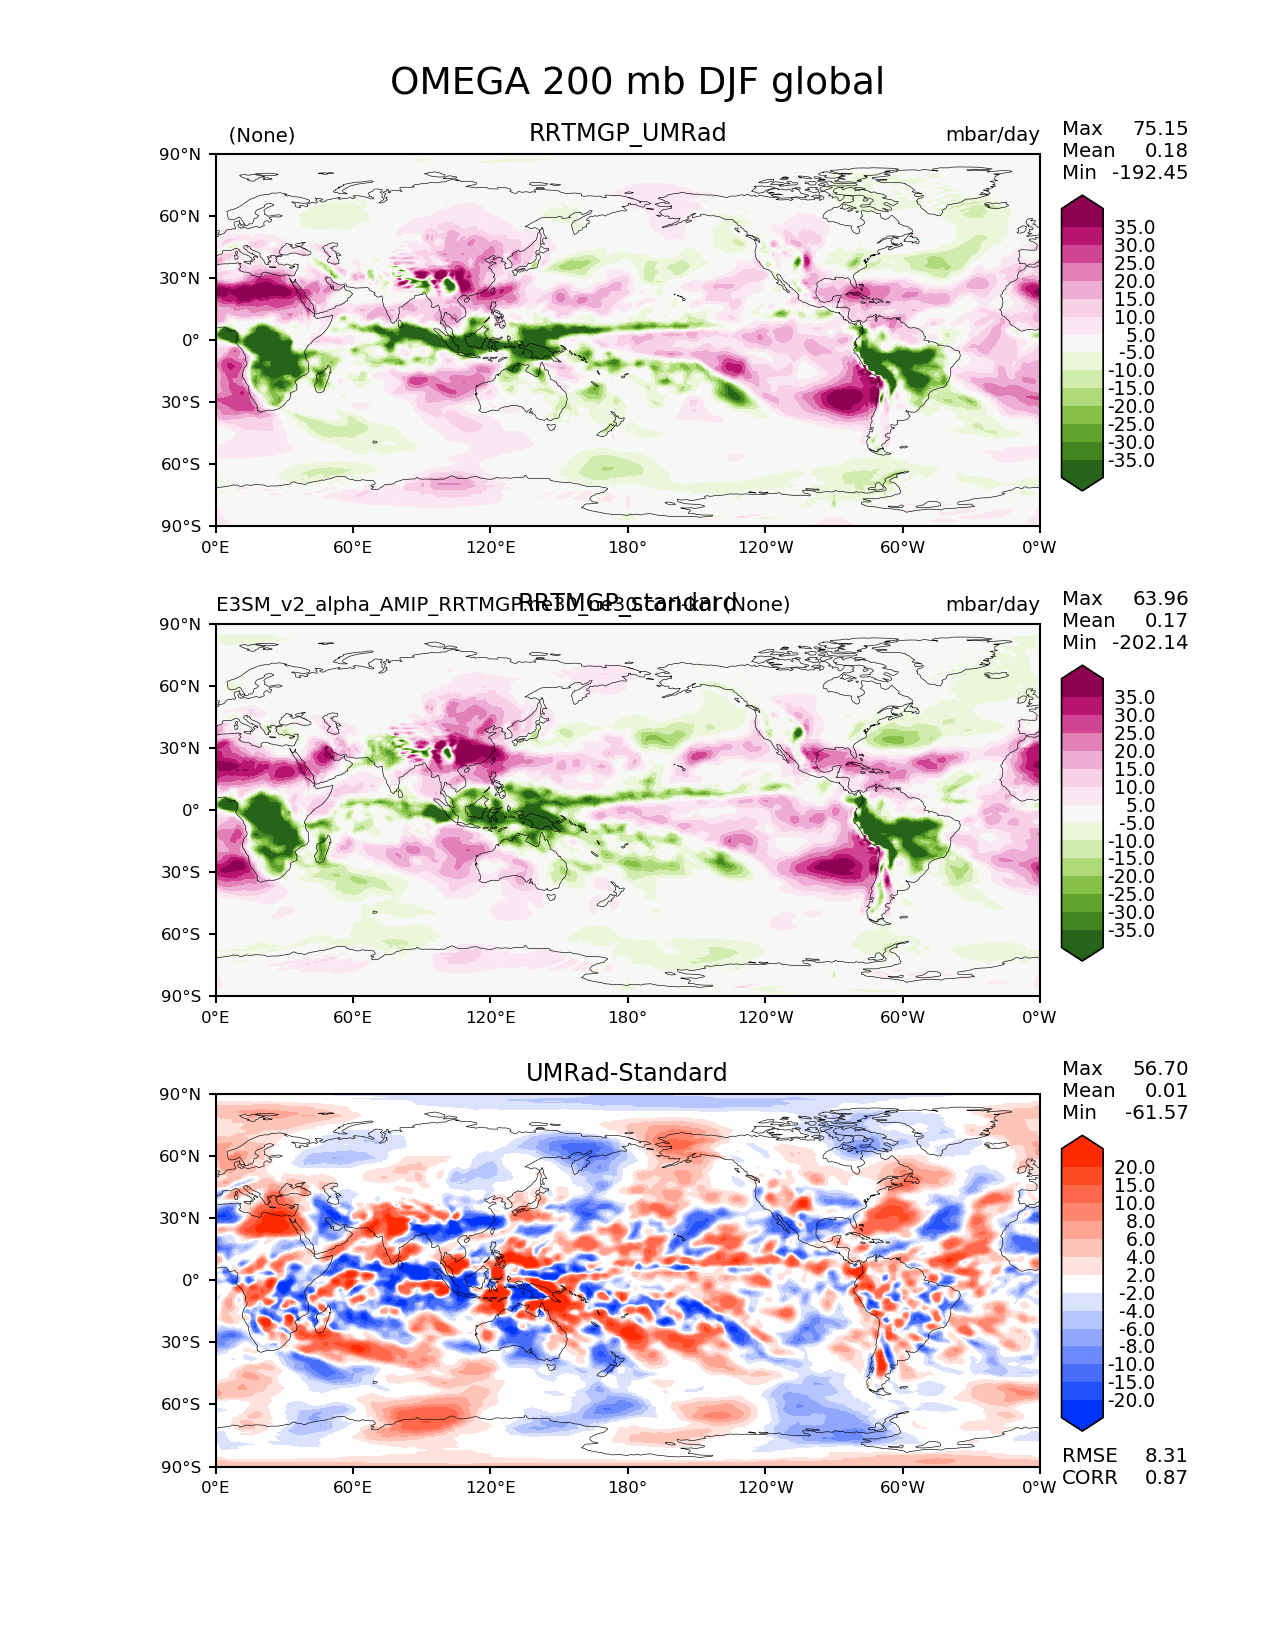 OMEGA 200 mb DJF global
(None) RRTMGP_UMRad mbar/day
Max 75.15
Mean 0.18
Min -192.45
90°N
60°N
30°N
0°
30°S
60°S
90°S
0°E 60°E 120°E 180° 120°W 60°W 0°W
35.0
30.0
25.0
20.0
15.0
10.0
5.0
-5.0
-10.0
-15.0
-20.0
-25.0
-30.0
-35.0
E3SM_v2_alpha_AMIP_RRTMGP (None) RRTMGP_standard mbar/day
Max 63.96
Mean 0.17
Min -202.14
90°N
60°N
30°N
0°
30°S
60°S
90°S
0°E 60°E 120°E 180° 120°W 60°W 0°W
35.0
30.0
25.0
20.0
15.0
10.0
5.0
-5.0
-10.0
-15.0
-20.0
-25.0
-30.0
-35.0
UMRad-Standard
Max 56.70
Mean 0.01
Min -61.57
90°N
60°N
30°N
0°
30°S
60°S
90°S
0°E 60°E 120°E 180° 120°W 60°W 0°W
20.0
15.0
10.0
8.0
6.0
4.0
2.0
-2.0
-4.0
-6.0
-8.0
-10.0
-15.0
-20.0
RMSE 8.31
CORR 0.87